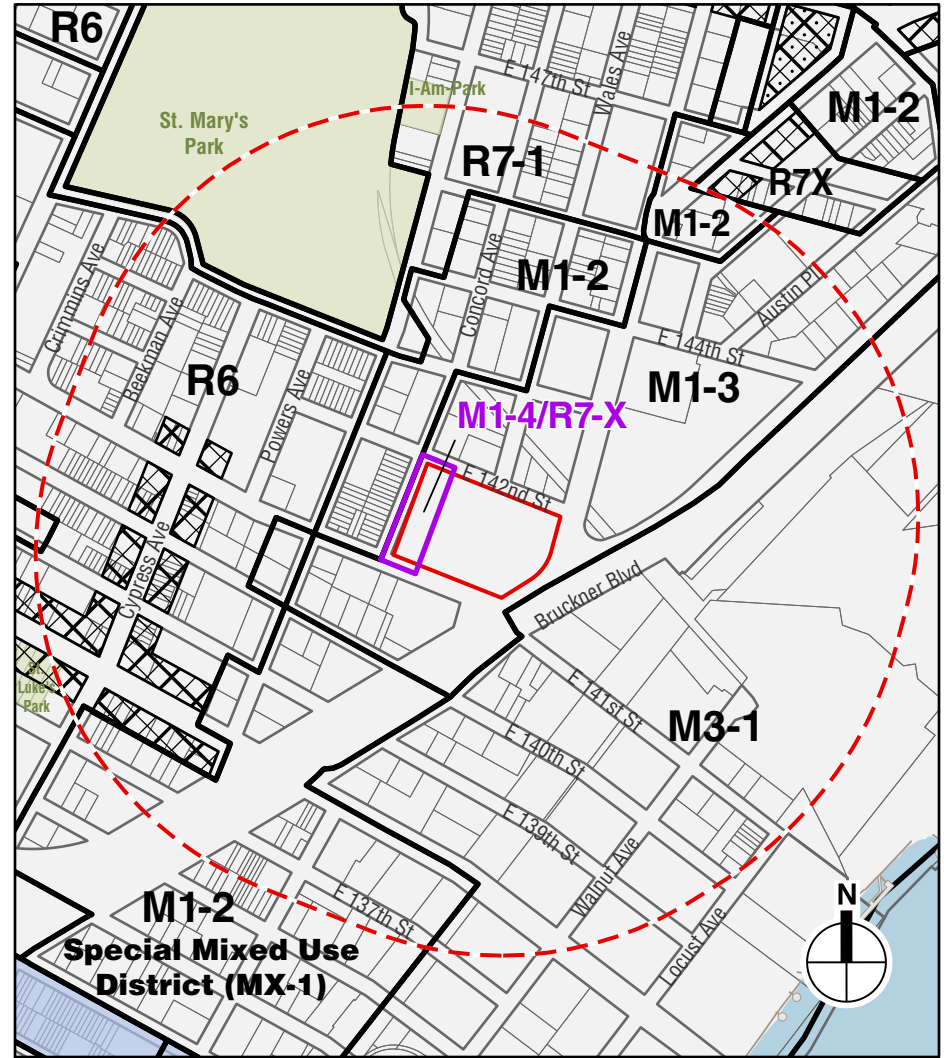 R6
E 147th St
Wales Ave
M1-2
I-Am-Park
St. Mary's
Park
R7-1
R7X
M1-2
Concord Ave
M1-2
Austin Pl
Crimmins Ave
Beekman Ave
R6
Powers Ave
E 144th St
M1-3
M1-4/R7-X
E 142nd St
Cypress Ave
Bruckner Blvd
St.
Luke's
Park
E 141st St
M3-1
E 140th St
E 139th St
Walnut Ave
N
M1-2
E 137th St
Locust Ave
Special Mixed Use
District (MX-1)